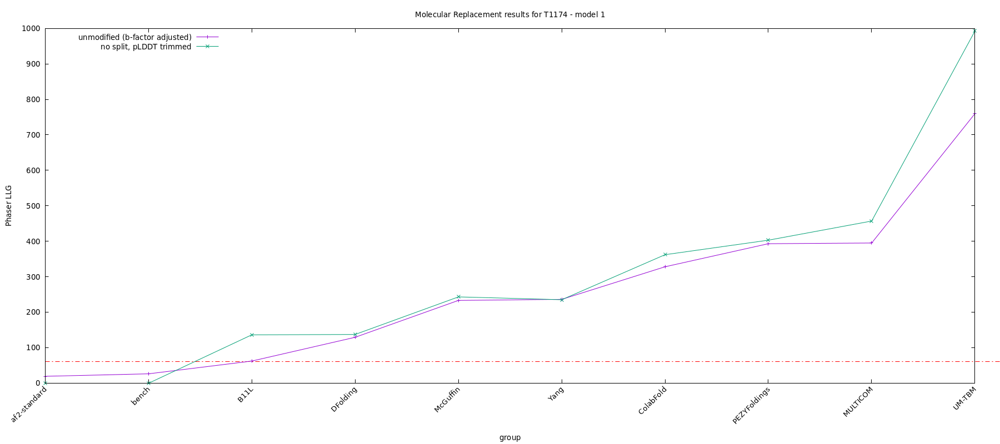 Molecular Replacement results for T1174 - model 1
1000
900
800
700
600
500
400
300
200
100
0
unmodified (b-factor adjusted)
no split, pLDDT trimmed
Phaser LLG
af2-standard
bench
B11L
DFolding
McGuffin
Yang
ColabFold
PEZYFoldings
MULTICOM
UM-TBM
group